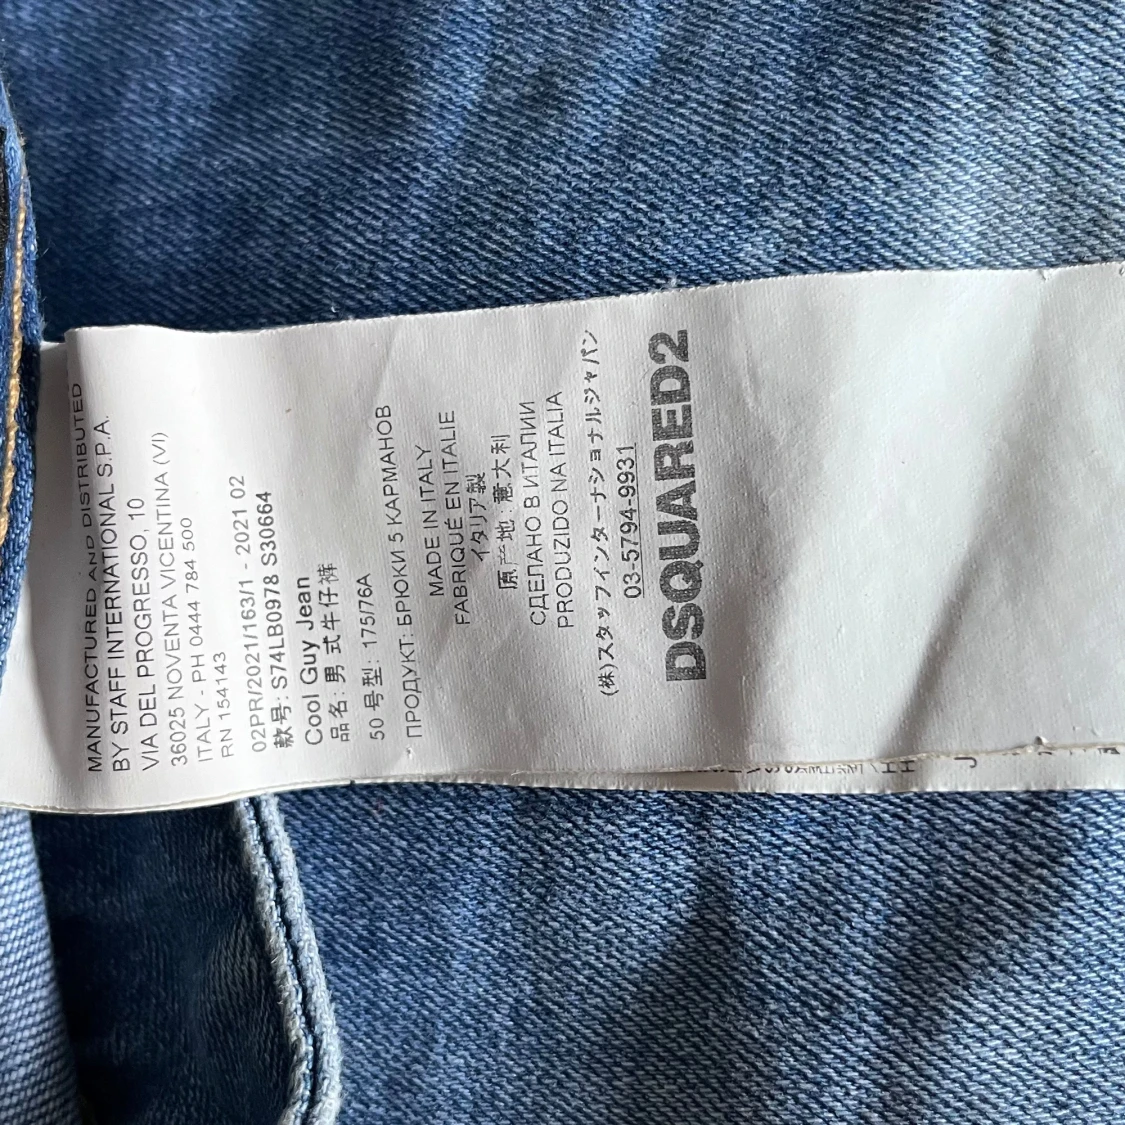 MANUFACTURED AND DISTRIBUTED
BY STAFF INTERNATIONAL S.P.A.
VIA DEL PROGRESSO, 10
36025 NOVENTA VICENTINA (VI)
ITALY - PH 0444 784 500
RN 154143
02PR/2021/163/1 - 2021 02
款号: S74LB0978 S30664
Cool Guy Jean
品名: 男式牛仔裤
50 号型: 175/76A
ПРОДУКТ: БРЮКИ 5 КАРМАНОВ
MADE IN ITALY
FABRIQUÉ EN ITALIE
イタリア製
原产地: 意大利
СДЕЛАНО В ИТАЛИИ
PRODUZIDO NA ITALIA
(株)スタッフインターナショナルジャパン
03-5794-9931
DSQUARED2